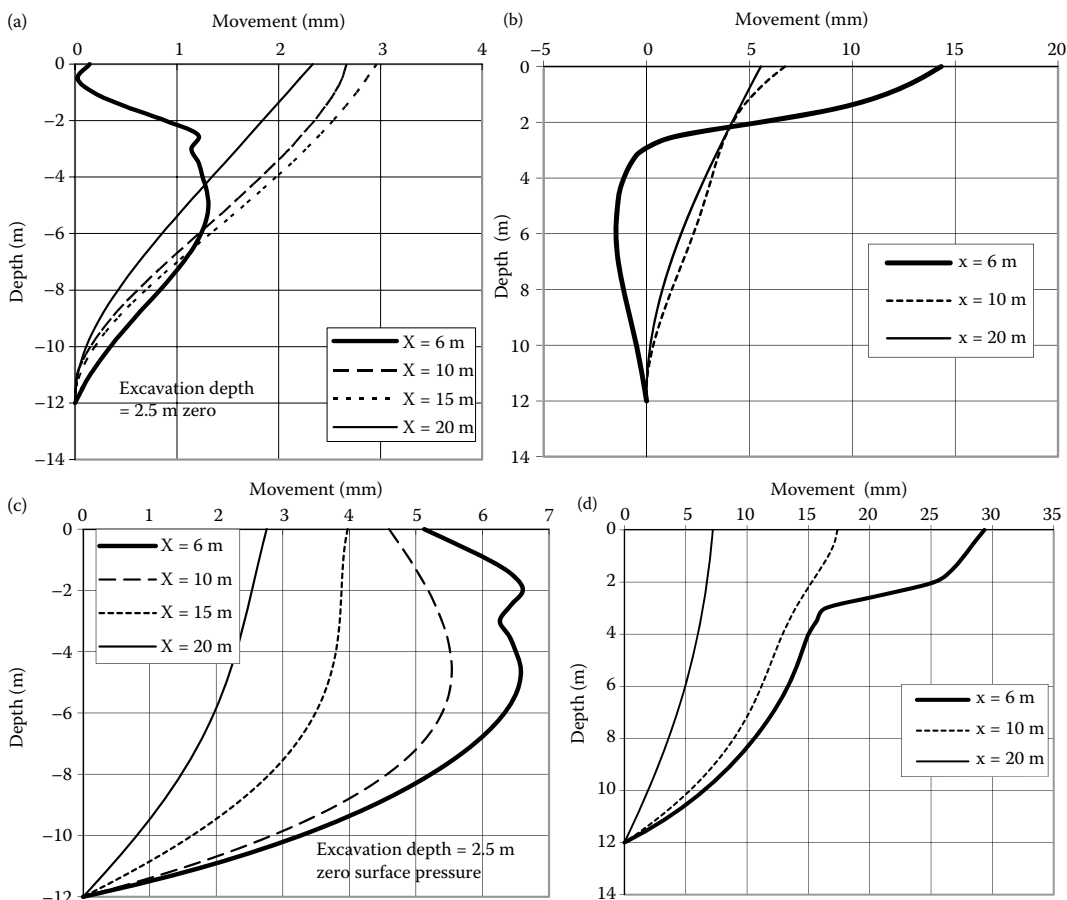 (a)
Movement (mm)
0 1 2 3 4
0
−2
−4
−6
−8
−10
−12
−14
Depth (m)
X = 6 m
X = 10 m
X = 15 m
X = 20 m
Excavation depth
= 2.5 m zero
(b)
Movement (mm)
−5 0 5 10 15 20
0
2
4
6
8
10
12
14
Depth (m)
x = 6 m
x = 10 m
x = 20 m
(c)
Movement (mm)
0 1 2 3 4 5 6 7
0
−2
−4
−6
−8
−10
−12
Depth (m)
X = 6 m
X = 10 m
X = 15 m
X = 20 m
Excavation depth = 2.5 m
zero surface pressure
(d)
Movement (mm)
0 5 10 15 20 25 30 35
0
2
4
6
8
10
12
14
Depth (m)
x = 6 m
x = 10 m
x = 20 m